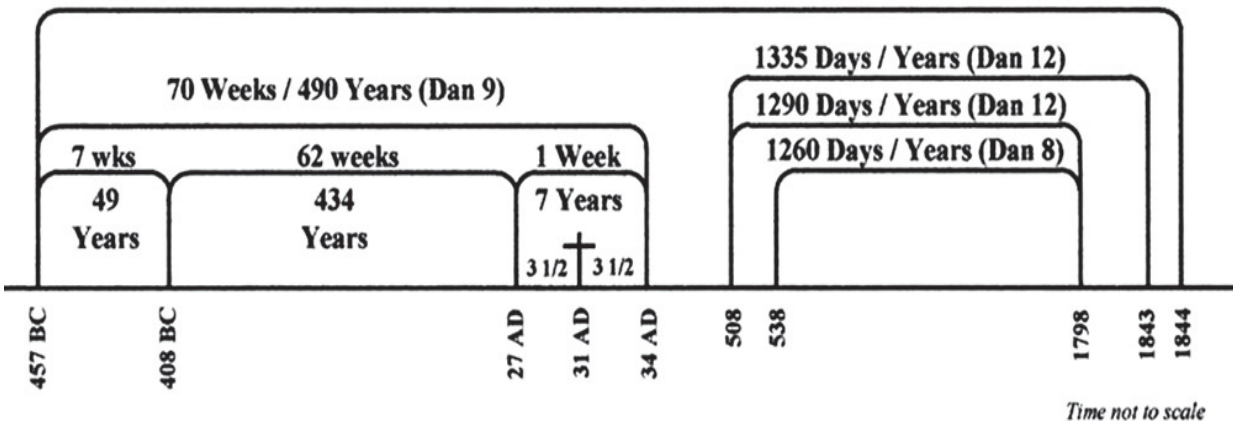 1335 Days / Years (Dan 12)
70 Weeks / 490 Years (Dan 9)
1290 Days / Years (Dan 12)
7 wks
62 weeks
1 Week
1260 Days / Years (Dan 8)
49
Years
434
Years
7 Years
3 1/2
3 1/2
457 BC
408 BC
27 AD
31 AD
34 AD
508
538
1798
1843
1844
Time not to scale